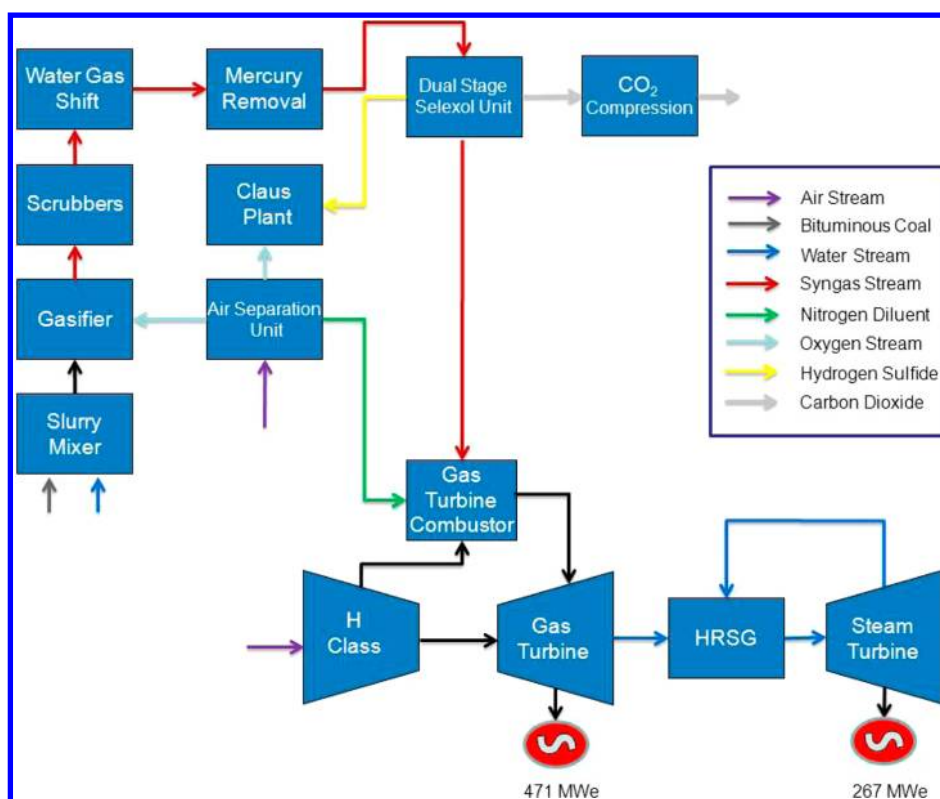 Water Gas
Shift
Mercury
Removal
Dual Stage
Selexol Unit
CO₂
Compression
Scrubbers
Claus
Plant
Gasifier
Air Separation
Unit
Slurry
Mixer
Air Stream
Bituminous Coal
Water Stream
Syngas Stream
Nitrogen Diluent
Oxygen Stream
Hydrogen Sulfide
Carbon Dioxide
Gas
Turbine
Combustor
H
Class
Gas
Turbine
HRSG
Steam
Turbine
471 MWe
267 MWe